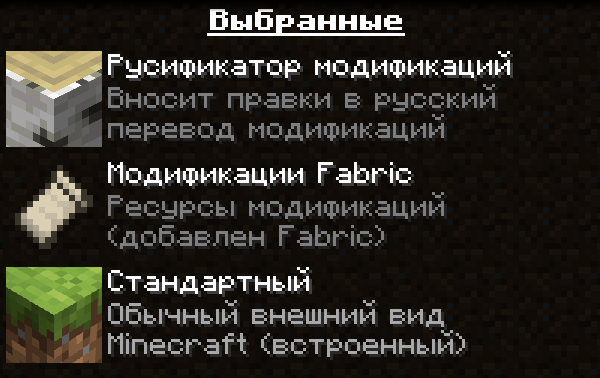 Выбранные
Русификатор модификаций
Вносит правки в русский
перевод модификаций
Модификации Fabric
Ресурсы модификаций
(добавлен Fabric)
Стандартный
Обычный внешний вид
Minecraft (встроенный)